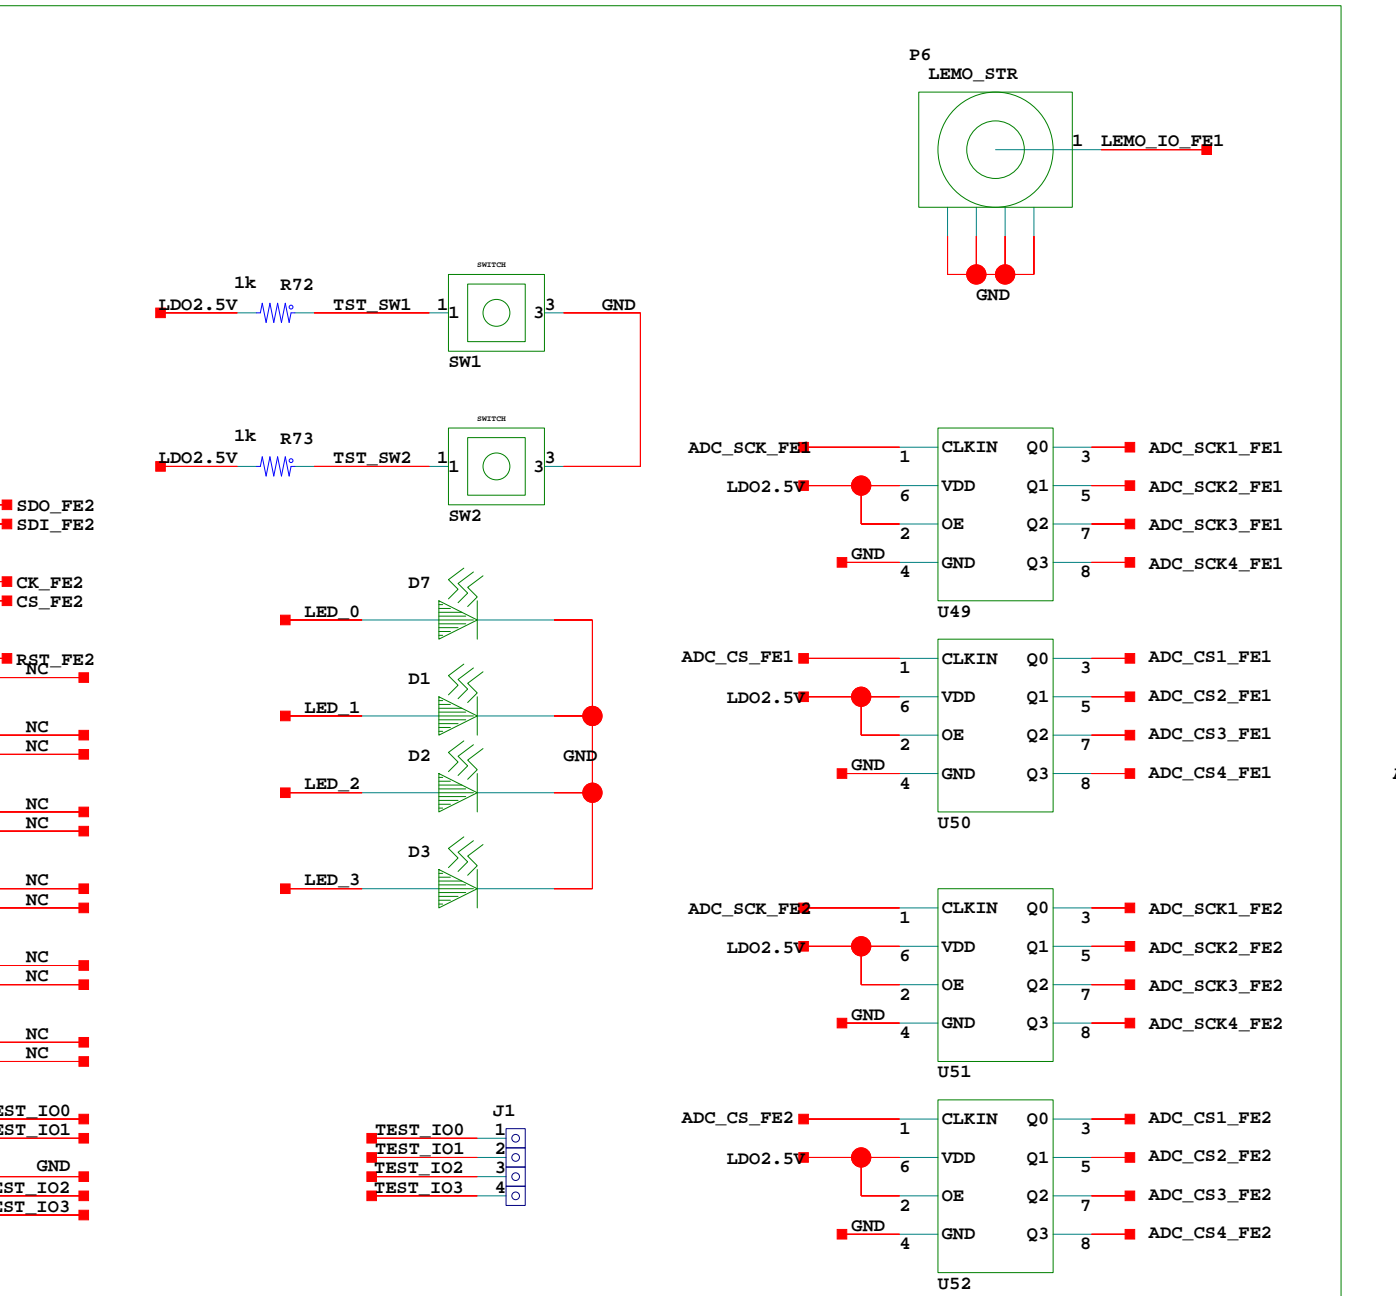 P6
LEMO_STR
1 LEMO_IO_FE1
GND
SWITCH
1k R72
LDO2.5V TST_SW1 1 1 3 3 GND
SW1
SWITCH
1k R73
LDO2.5V TST_SW2 1 1 3 3
SW2
SDO_FE2
SDI_FE2
CK_FE2
CS_FE2
RST_FE2
NC
NC
NC
NC
NC
NC
NC
NC
NC
NC
NC
EST_IO0
EST_IO1
GND
EST_IO2
EST_IO3
D7
LED_0
D1
LED_1
D2 GND
LED_2
D3
LED_3
J1
TEST_IO0 1
TEST_IO1 2
TEST_IO2 3
TEST_IO3 4
ADC_SCK_FE1 1 CLKIN Q0 3 ADC_SCK1_FE1
LDO2.5V 6 VDD Q1 5 ADC_SCK2_FE1
2 OE Q2 7 ADC_SCK3_FE1
GND 4 GND Q3 8 ADC_SCK4_FE1
U49
ADC_CS_FE1 1 CLKIN Q0 3 ADC_CS1_FE1
LDO2.5V 6 VDD Q1 5 ADC_CS2_FE1
2 OE Q2 7 ADC_CS3_FE1
GND 4 GND Q3 8 ADC_CS4_FE1
U50
ADC_SCK_FE2 1 CLKIN Q0 3 ADC_SCK1_FE2
LDO2.5V 6 VDD Q1 5 ADC_SCK2_FE2
2 OE Q2 7 ADC_SCK3_FE2
GND 4 GND Q3 8 ADC_SCK4_FE2
U51
ADC_CS_FE2 1 CLKIN Q0 3 ADC_CS1_FE2
LDO2.5V 6 VDD Q1 5 ADC_CS2_FE2
2 OE Q2 7 ADC_CS3_FE2
GND 4 GND Q3 8 ADC_CS4_FE2
U52